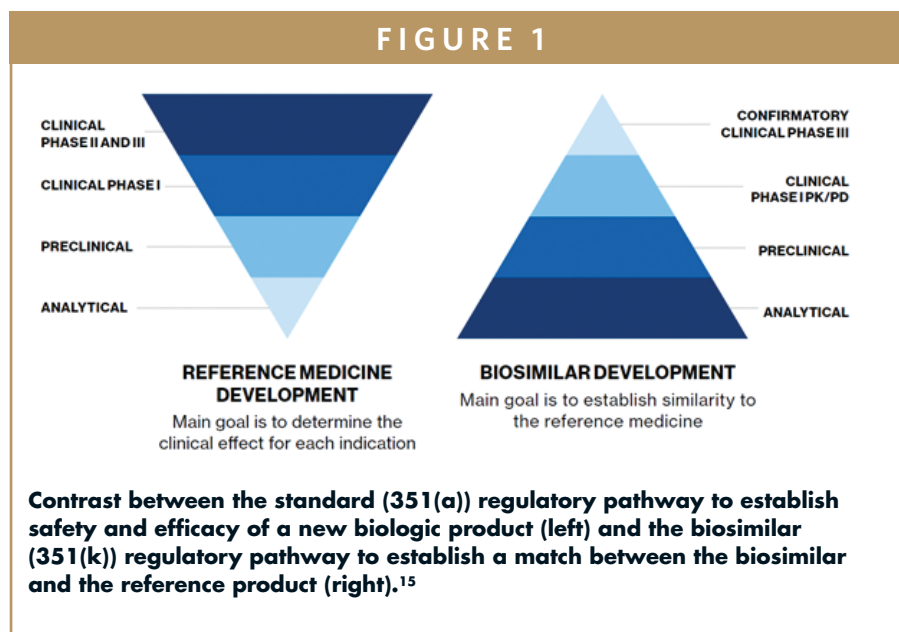 FIGURE 1
CLINICAL
PHASE II AND III
CLINICAL PHASE I
PRECLINICAL
ANALYTICAL
REFERENCE MEDICINE
DEVELOPMENT
Main goal is to determine the
clinical effect for each indication
CONFIRMATORY
CLINICAL PHASE III
CLINICAL
PHASE I PK/PD
PRECLINICAL
ANALYTICAL
BIOSIMILAR DEVELOPMENT
Main goal is to establish similarity to
the reference medicine
Contrast between the standard (351(a)) regulatory pathway to establish
safety and efficacy of a new biologic product (left) and the biosimilar
(351(k)) regulatory pathway to establish a match between the biosimilar
and the reference product (right).¹⁵